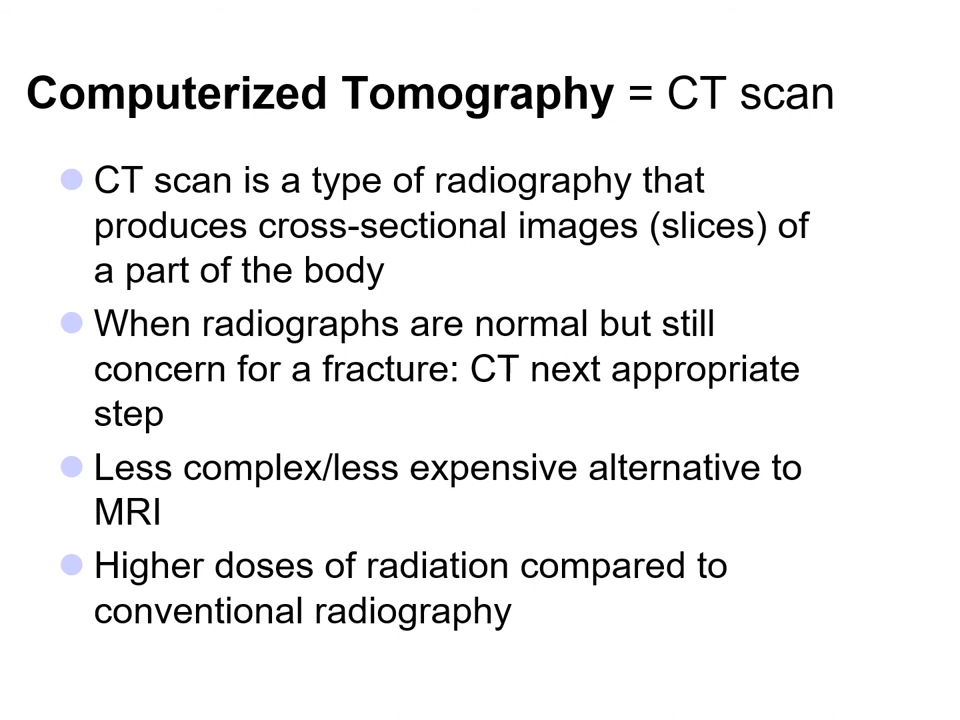 Computerized Tomography = CT scan
CT scan is a type of radiography that
produces cross-sectional images (slices) of
a part of the body
When radiographs are normal but still
concern for a fracture: CT next appropriate
step
Less complex/less expensive alternative to
MRI
Higher doses of radiation compared to
conventional radiography